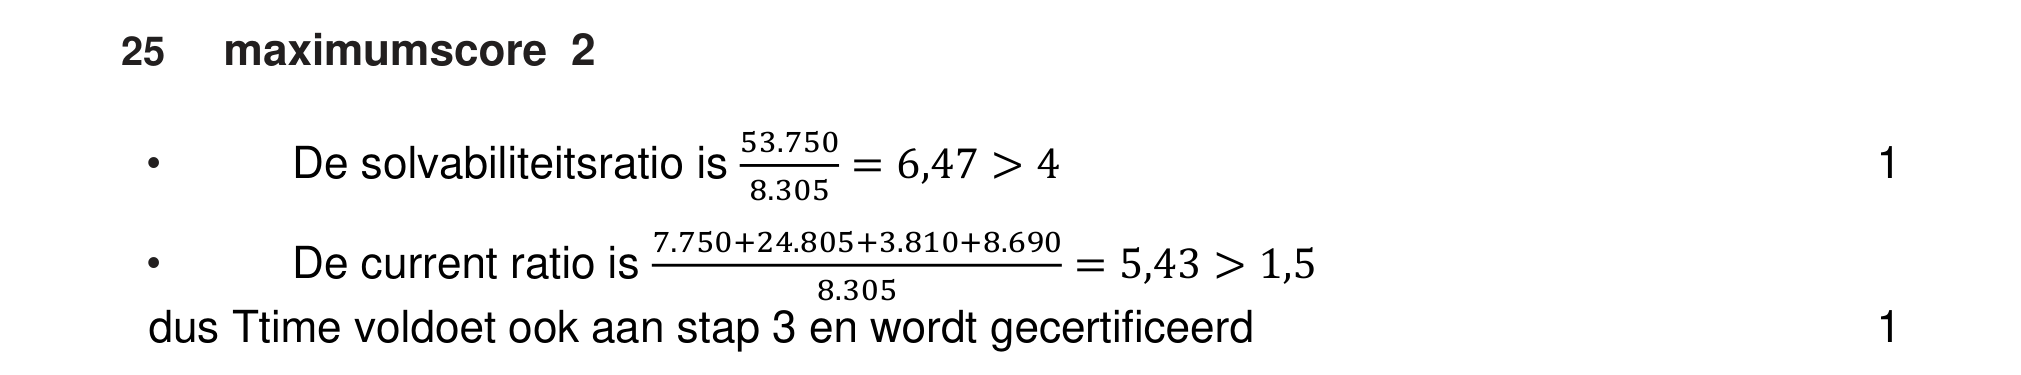 25 maximumscore 2
• De solvabiliteitsratio is 53.750/8.305 = 6,47 > 4 1
• De current ratio is 7.750+24.805+3.810+8.690/8.305 = 5,43 > 1,5
dus Ttime voldoet ook aan stap 3 en wordt gecertificeerd 1